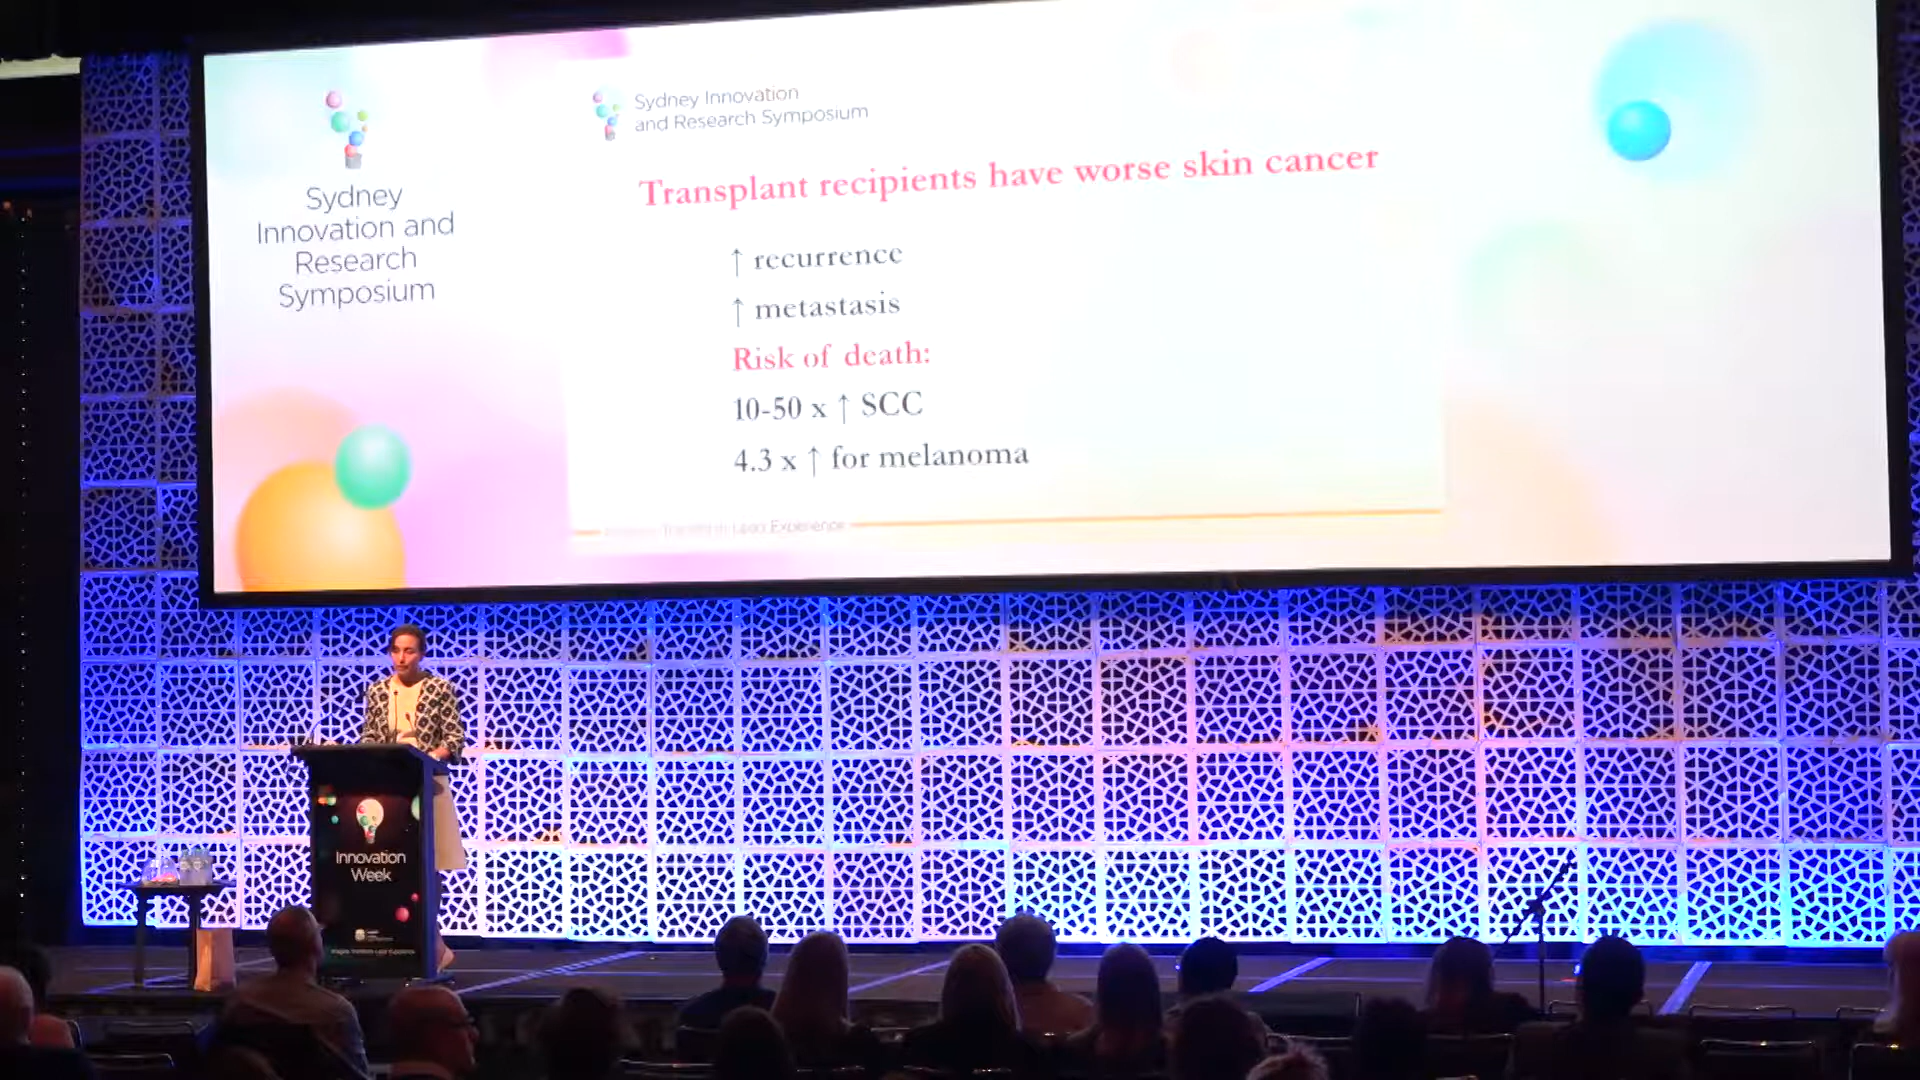 Sydney
Innovation and
Research
Symposium
Sydney Innovation
and Research Symposium
Transplant recipients have worse skin cancer
↑ recurrence
↑ metastasis
Risk of death:
10-50 x ↑ SCC
4.3 x ↑ for melanoma
Experience
Innovation
Week